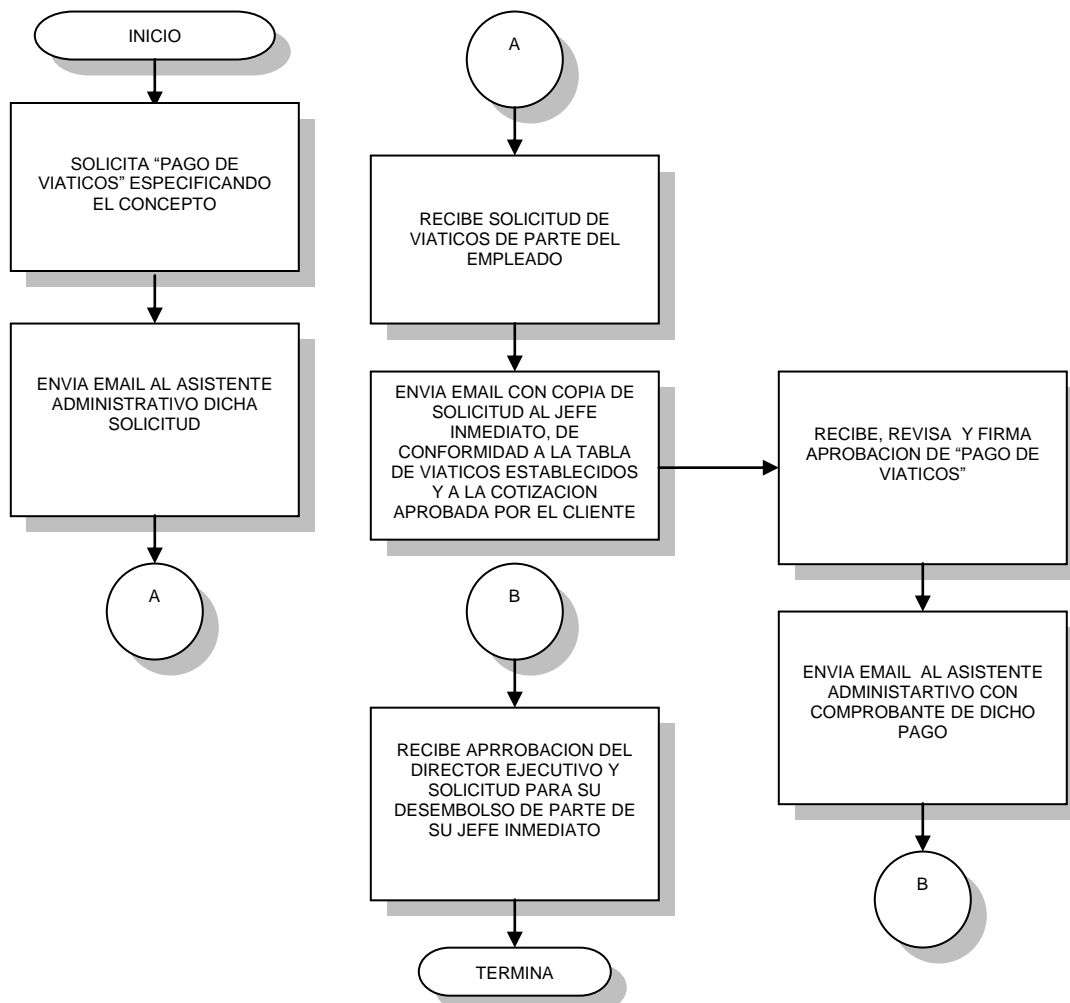 INICIO
SOLICITA “PAGO DE
VIATICOS” ESPECIFICANDO
EL CONCEPTO
ENVIA EMAIL AL ASISTENTE
ADMINISTRATIVO DICHA
SOLICITUD
A
A
RECIBE SOLICITUD DE
VIATICOS DE PARTE DEL
EMPLEADO
ENVIA EMAIL CON COPIA DE
SOLICITUD AL JEFE
INMEDIATO, DE
CONFORMIDAD A LA TABLA
DE VIATICOS ESTABLECIDOS
Y A LA COTIZACION
APROBADA POR EL CLIENTE
RECIBE, REVISA Y FIRMA
APROBACION DE “PAGO DE
VIATICOS”
ENVIA EMAIL AL ASISTENTE
ADMINISTARTIVO CON
COMPROBANTE DE DICHO
PAGO
B
B
RECIBE APRROBACION DEL
DIRECTOR EJECUTIVO Y
SOLICITUD PARA SU
DESEMBOLSO DE PARTE DE
SU JEFE INMEDIATO
TERMINA